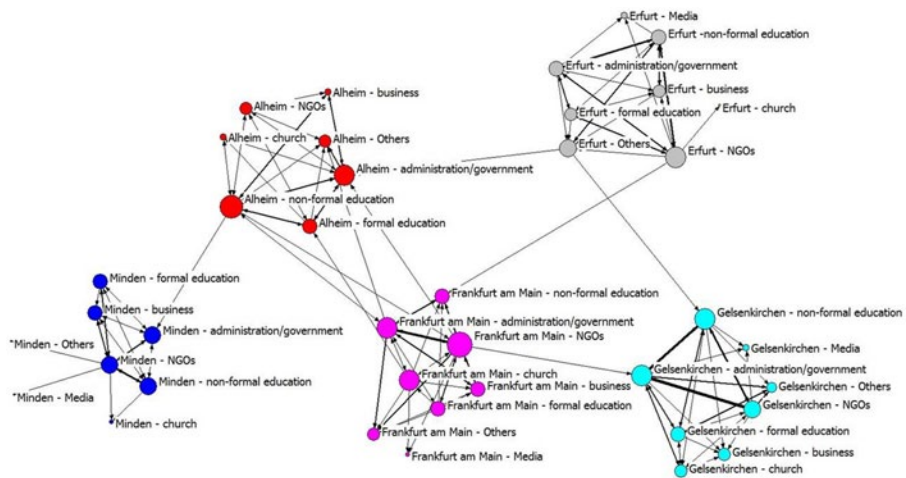 Erfurt - Media
Erfurt -non-formal education
Erfurt - administration/government
Erfurt - business
Erfurt - church
Erfurt - formal education
Erfurt - Others
Erfurt - NGOs
Alheim - business
Alheim - NGOs
Alheim - church
Alheim - Others
Alheim - administration/government
Alheim - non-formal education
Alheim - formal education
Minden - formal education
Minden - business
Minden - administration/government
"Minden - Others
Minden - NGOs
Minden - non-formal education
"Minden - Media
Minden - church
Frankfurt am Main - non-formal education
Frankfurt am Main - administration/government
Frankfurt am Main - NGOs
Frankfurt am Main - church
Frankfurt am Main - business
Frankfurt am Main - formal education
Frankfurt am Main - Others
Frankfurt am Main - Media
Gelsenkirchen - non-formal education
Gelsenkirchen - Media
Gelsenkirchen - administration/government
Gelsenkirchen - Others
Gelsenkirchen - NGOs
Gelsenkirchen - formal education
Gelsenkirchen - business
Gelsenkirchen - church